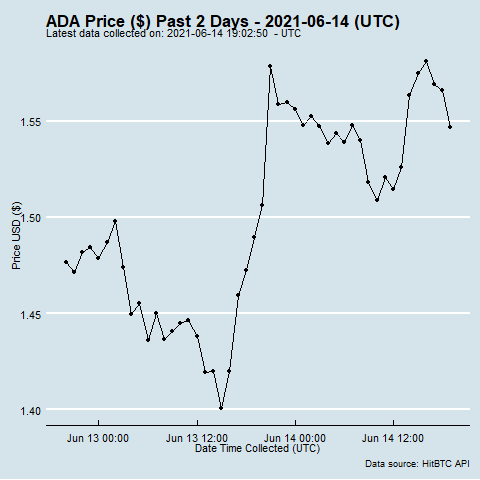 ADA Price ($) Past 2 Days - 2021-06-14 (UTC)
Latest data collected on: 2021-06-14 19:02:50  - UTC
1.55
1.50
1.45
1.40
Price USD ($)
Jun 13 00:00
Jun 13 12:00
Jun 14 00:00
Jun 14 12:00
Date Time Collected (UTC)
Data source: HitBTC API